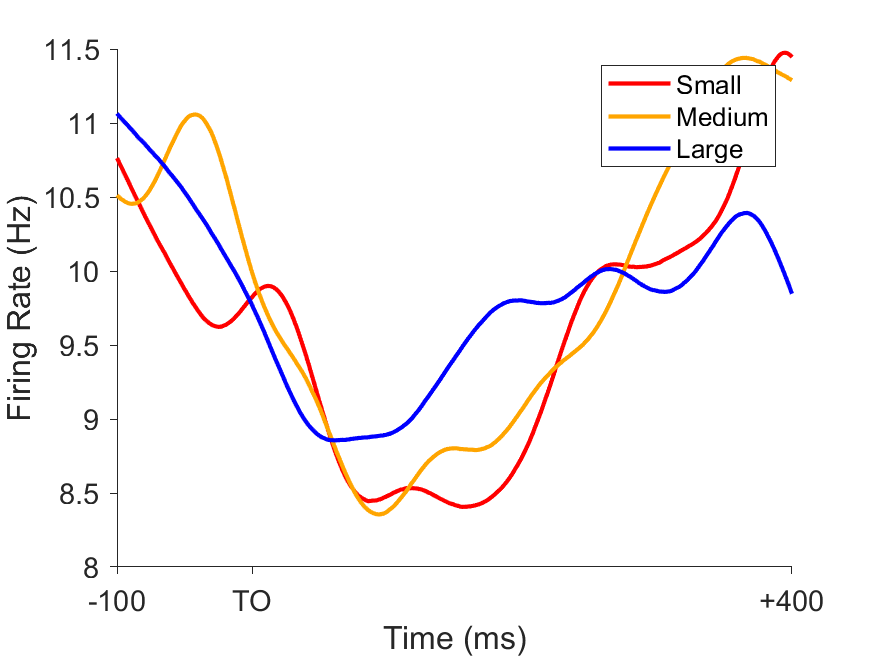 11.5
11
10.5
10
9.5
9
8.5
8
Firing Rate (Hz)
Small
Medium
Large
-100
TO
+400
Time (ms)